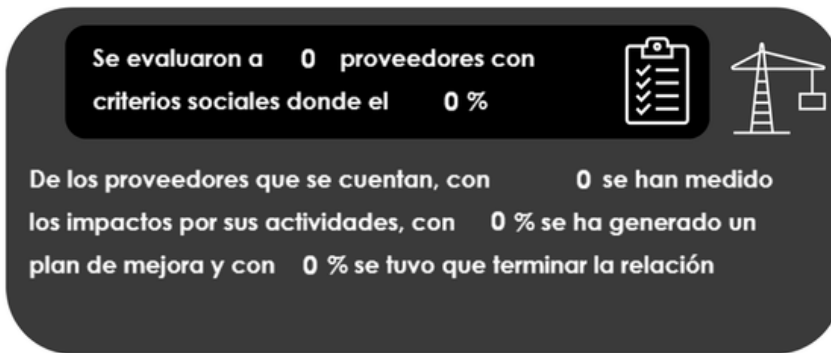 Se evaluaron a 0 proveedores con
criterios sociales donde el 0 %
De los proveedores que se cuentan, con 0 se han medido
los impactos por sus actividades, con 0 % se ha generado un
plan de mejora y con 0 % se tuvo que terminar la relación